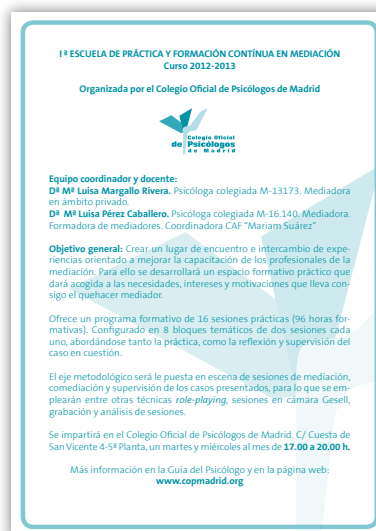 I ª ESCUELA DE PRÁCTICA Y FORMACIÓN CONTÍNUA EN MEDIACIÓN
Curso 2012-2013
Organizada por el Colegio Oficial de Psicólogos de Madrid
Colegio Oficial
de Psicólogos
de Madrid
Equipo coordinador y docente:
Dª Mª Luisa Margallo Rivera. Psicóloga colegiada M-13173. Mediadora
en ámbito privado.
Dª Mª Luisa Pérez Caballero. Psicóloga colegiada M-16.140. Mediadora.
Formadora de mediadores. Coordinadora CAF "Mariam Suárez"
Objetivo general: Crear un lugar de encuentro e intercambio de expe-
riencias orientado a mejorar la capacitación de los profesionales de la
mediación. Para ello se desarrollará un espacio formativo práctico que
dará acogida a las necesidades, intereses y motivaciones que lleva con-
sigo el quehacer mediador.
Ofrece un programa formativo de 16 sesiones prácticas (96 horas for-
mativas). Configurado en 8 bloques temáticos de dos sesiones cada
uno, abordándose tanto la práctica, como la reflexión y supervisión del
caso en cuestión.
El eje metodológico será le puesta en escena de sesiones de mediación,
comediación y supervisión de los casos presentados, para lo que se em-
plearán entre otras técnicas role-playing, sesiones en cámara Gesell,
grabación y análisis de sesiones.
Se impartirá en el Colegio Oficial de Psicólogos de Madrid. C/ Cuesta de
San Vicente 4-5ª Planta, un martes y miércoles al mes de 17.00 a 20.00 h.
Más información en la Guía del Psicólogo y en la página web:
www.copmadrid.org